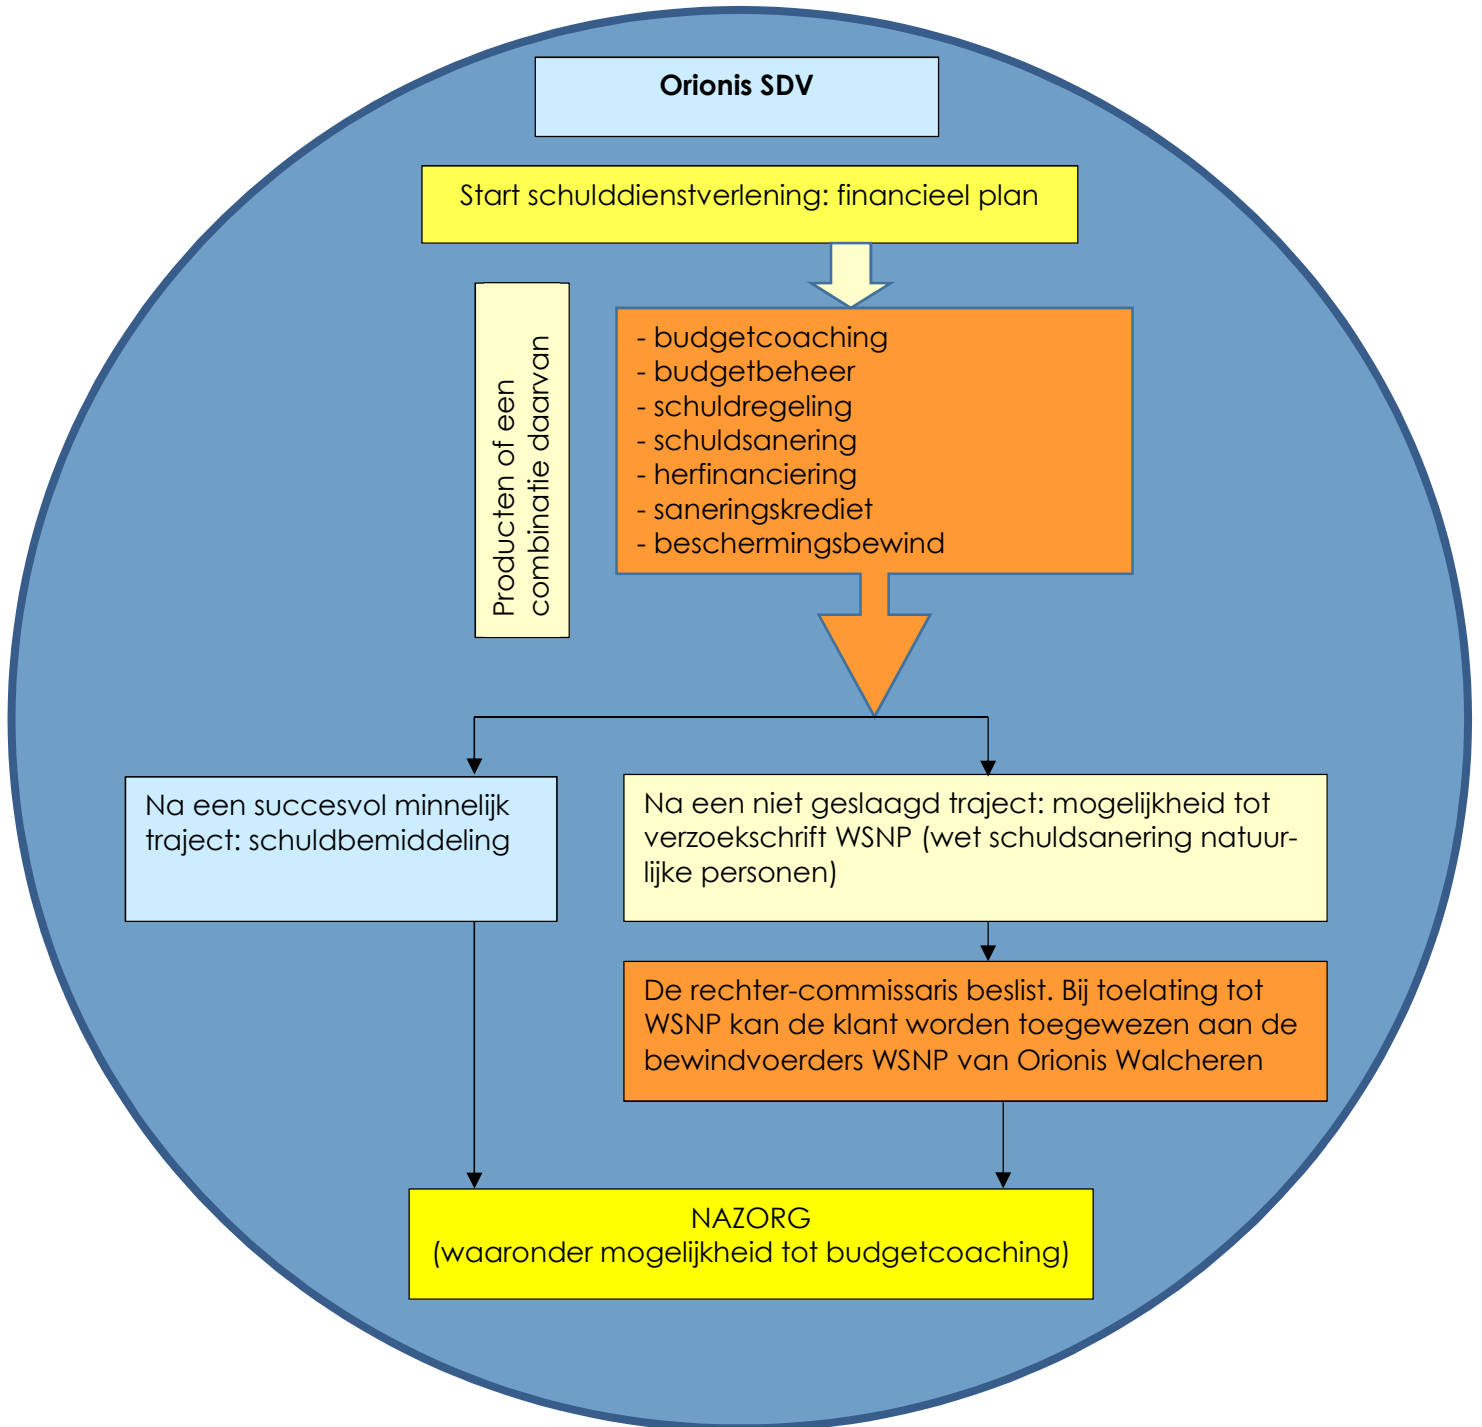 Orionis SDV
Start schulddienstverlening: financieel plan
Producten of een
combinatie daarvan
- budgetcoaching
- budgetbeheer
- schuldregeling
- schuldsanering
- herfinanciering
- saneringskrediet
- beschermingsbewind
Na een succesvol minnelijk
traject: schuldbemiddeling
Na een niet geslaagd traject: mogelijkheid tot
verzoekschrift WSNP (wet schuldsanering natuur-
lijke personen)
De rechter-commissaris beslist. Bij toelating tot
WSNP kan de klant worden toegewezen aan de
bewindvoerders WSNP van Orionis Walcheren
NAZORG
(waaronder mogelijkheid tot budgetcoaching)